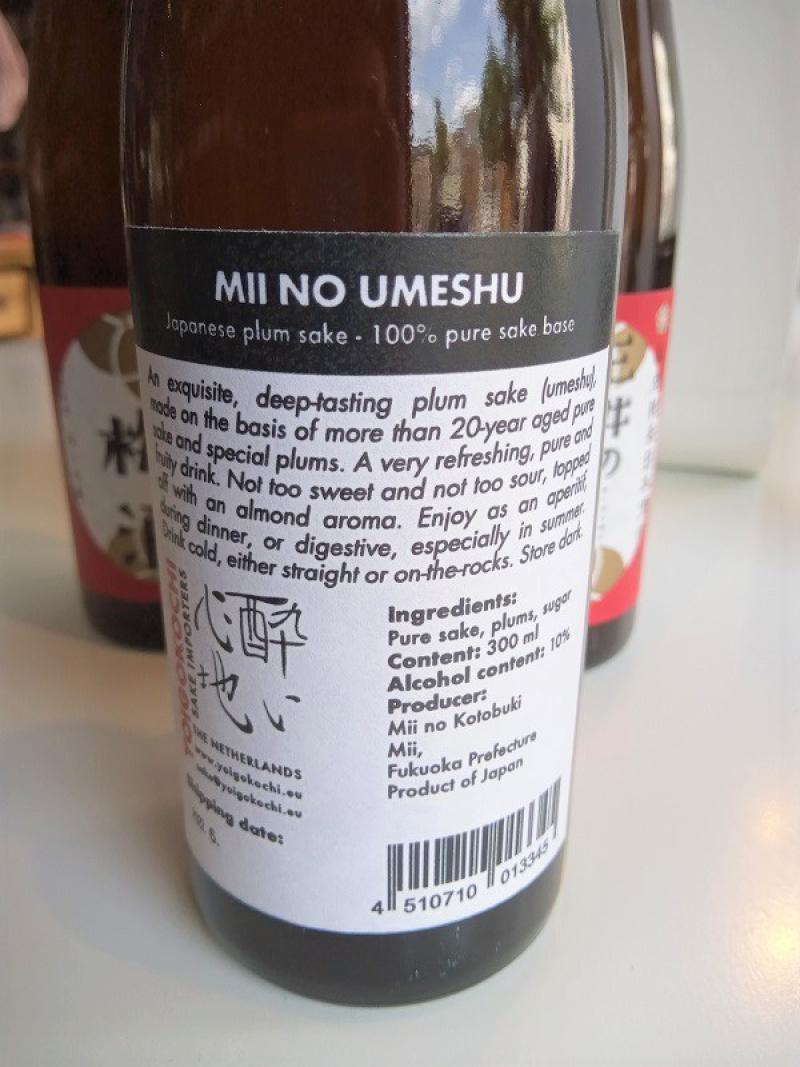 MII NO UMESHU
Japanese plum sake - 100% pure sake base
An exquisite, deep-tasting plum sake (umeshu),
made on the basis of more than 20-year aged pure
sake and special plums. A very refreshing, pure and
fruity drink. Not too sweet and not too sour, topped
off with an almond aroma. Enjoy as an aperitif,
during dinner, or digestive, especially in summer.
Drink cold, either straight or on-the-rocks. Store dark.
YOIGOKOCHI
SAKE IMPORTERS
酔い
心地
THE NETHERLANDS
www.yoigokochi.eu
info@yoigokochi.eu
Shipping date:
Ingredients:
Pure sake, plums, sugar
Content: 300 ml
Alcohol content: 10%
Producer:
Mii no Kotobuki
Mii,
Fukuoka Prefecture
Product of Japan
4 510710 013345
梅
酒
井の